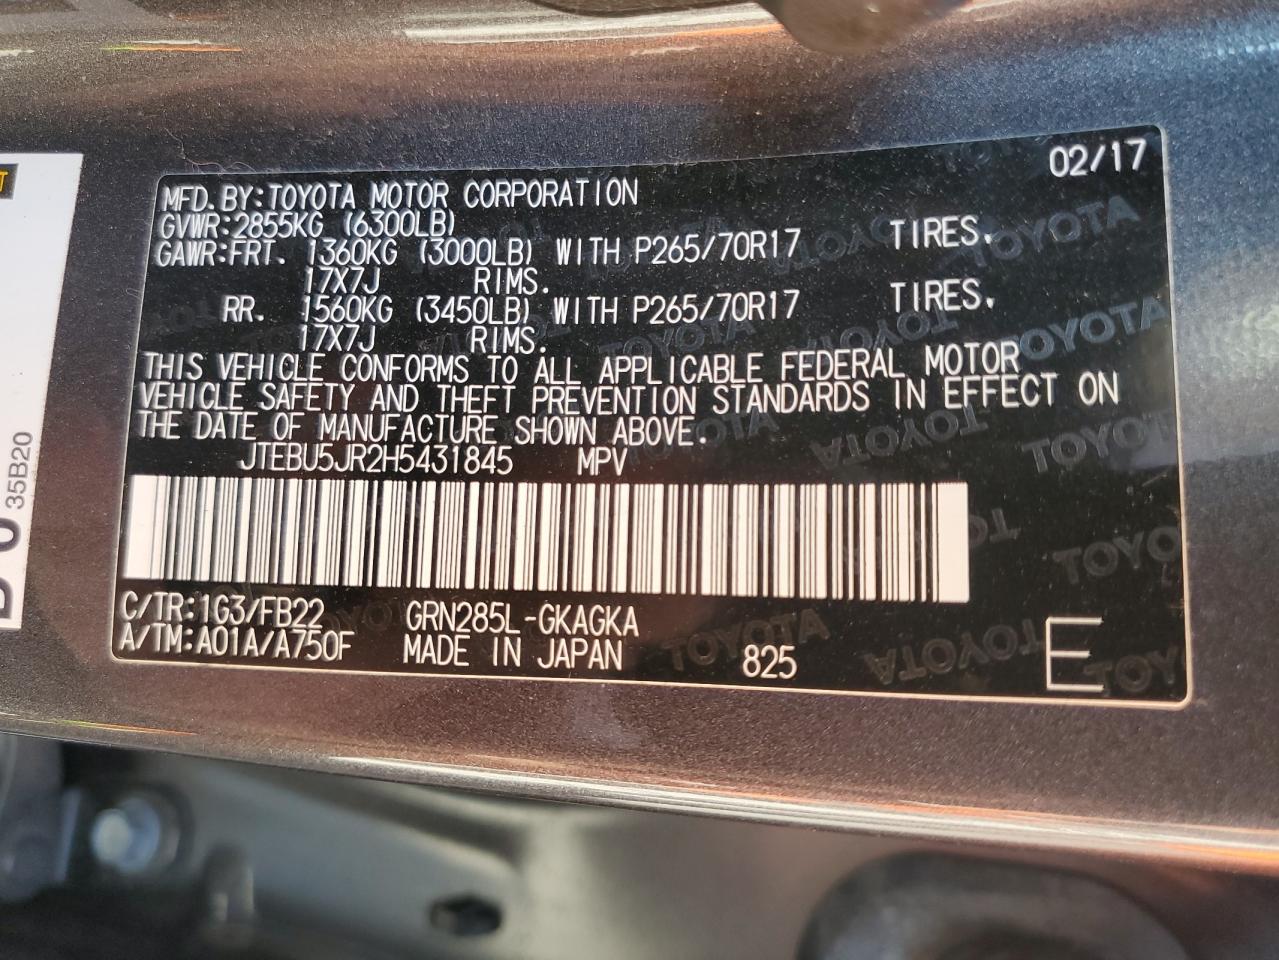 02/17
MFD. BY: TOYOTA MOTOR CORPORATION
GVWR: 2855KG (6300LB)
GAWR: FRT. 1360KG (3000LB) WITH P265/70R17 TIRES.
17X7J RIMS.
RR. 1560KG (3450LB) WITH P265/70R17 TIRES.
17X7J RIMS.
THIS VEHICLE CONFORMS TO ALL APPLICABLE FEDERAL MOTOR
VEHICLE SAFETY AND THEFT PREVENTION STANDARDS IN EFFECT ON
THE DATE OF MANUFACTURE SHOWN ABOVE.
JTEBU5JR2H5431845 MPV
C/TR: 1G3/FB22 GRN285L-GKAGKA
A/TM: A01A/A750F MADE IN JAPAN 825 E
35B20